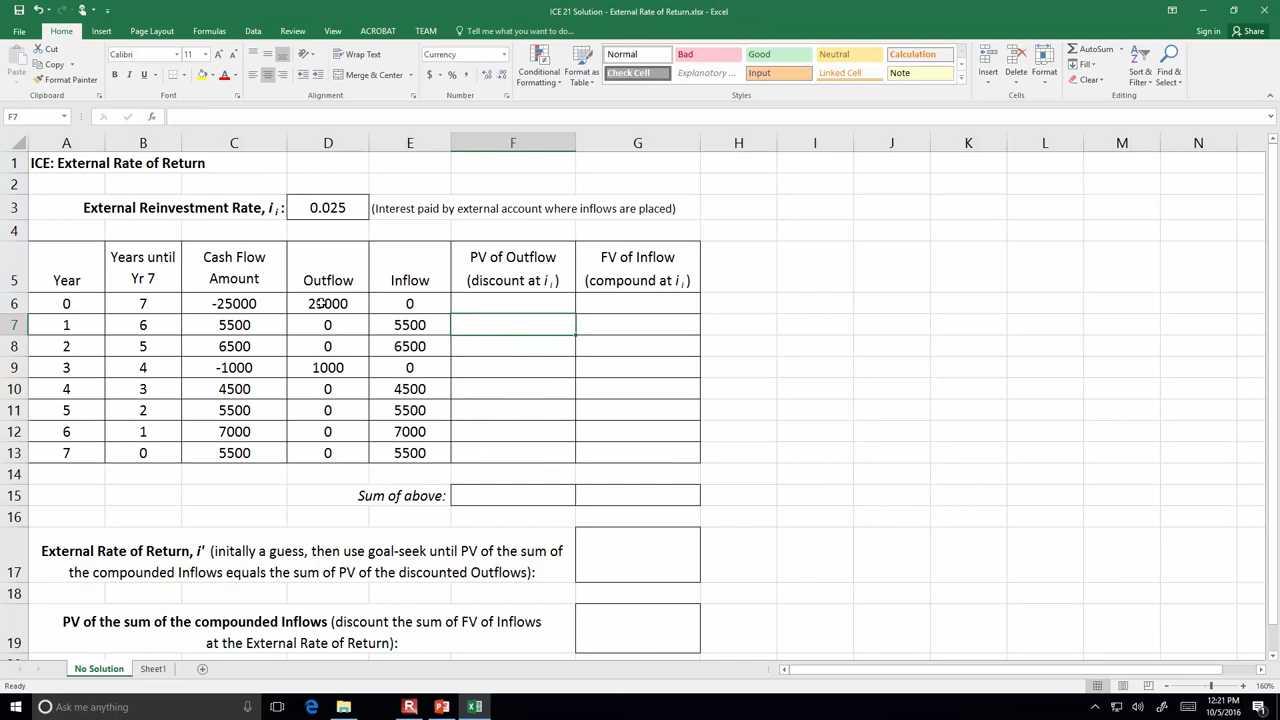 ICE 21 Solution - External Rate of Return.xlsx - Excel
File Home Insert Page Layout Formulas Data Review View ACROBAT TEAM Tell me what you want to do... Sign in Share
Cut Calibri 11 Wrap Text Currency Normal Bad Good Neutral Calculation AutoSum
Copy Fill
Paste Format Painter B I U A Merge & Center $ % , Conditional Formatting Format as Table Check Cell Explanatory ... Input Linked Cell Note Insert Delete Format Clear Sort & Filter Find & Select
Clipboard Font Alignment Number Styles Cells Editing
F7 fx
A B C D E F G H I J K L M N
1 ICE: External Rate of Return
2
3 External Reinvestment Rate, i i : 0.025 (Interest paid by external account where inflows are placed)
4
Years until Cash Flow PV of Outflow FV of Inflow
5 Year Yr 7 Amount Outflow Inflow (discount at i i ) (compound at i i )
6 0 7 -25000 25000 0
7 1 6 5500 0 5500
8 2 5 6500 0 6500
9 3 4 -1000 1000 0
10 4 3 4500 0 4500
11 5 2 5500 0 5500
12 6 1 7000 0 7000
13 7 0 5500 0 5500
14
15 Sum of above:
16
External Rate of Return, i' (initally a guess, then use goal-seek until PV of the sum of
17 the compounded Inflows equals the sum of PV of the discounted Outflows):
18
PV of the sum of the compounded Inflows (discount the sum of FV of Inflows
19 at the External Rate of Return):
No Solution Sheet1
Ready 160%
Ask me anything 12:21 PM
10/5/2016